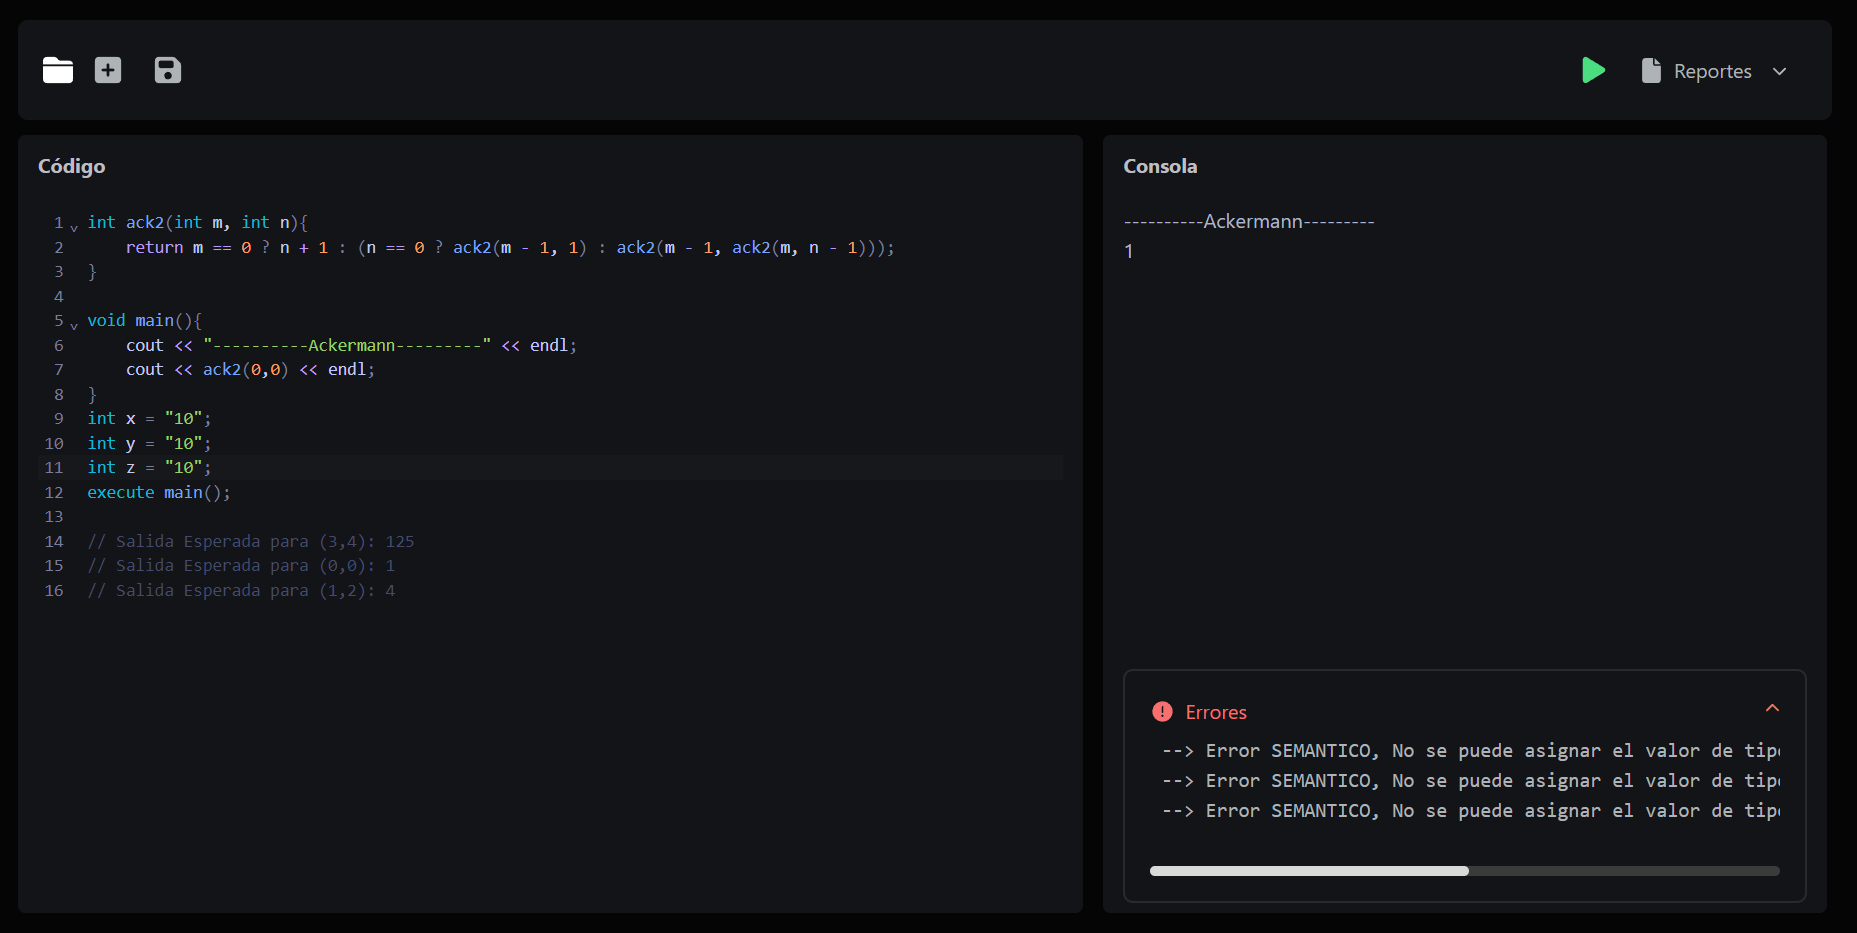 Reportes
Código
1 int ack2(int m, int n){
2 return m == 0 ? n + 1 : (n == 0 ? ack2(m - 1, 1) : ack2(m - 1, ack2(m, n - 1)));
3 }
4
5 void main(){
6 cout << "----------Ackermann---------" << endl;
7 cout << ack2(0,0) << endl;
8 }
9 int x = "10";
10 int y = "10";
11 int z = "10";
12 execute main();
13
14 // Salida Esperada para (3,4): 125
15 // Salida Esperada para (0,0): 1
16 // Salida Esperada para (1,2): 4
Consola
----------Ackermann---------
1
Errores
--> Error SEMANTICO, No se puede asignar el valor de tip
--> Error SEMANTICO, No se puede asignar el valor de tip
--> Error SEMANTICO, No se puede asignar el valor de tip